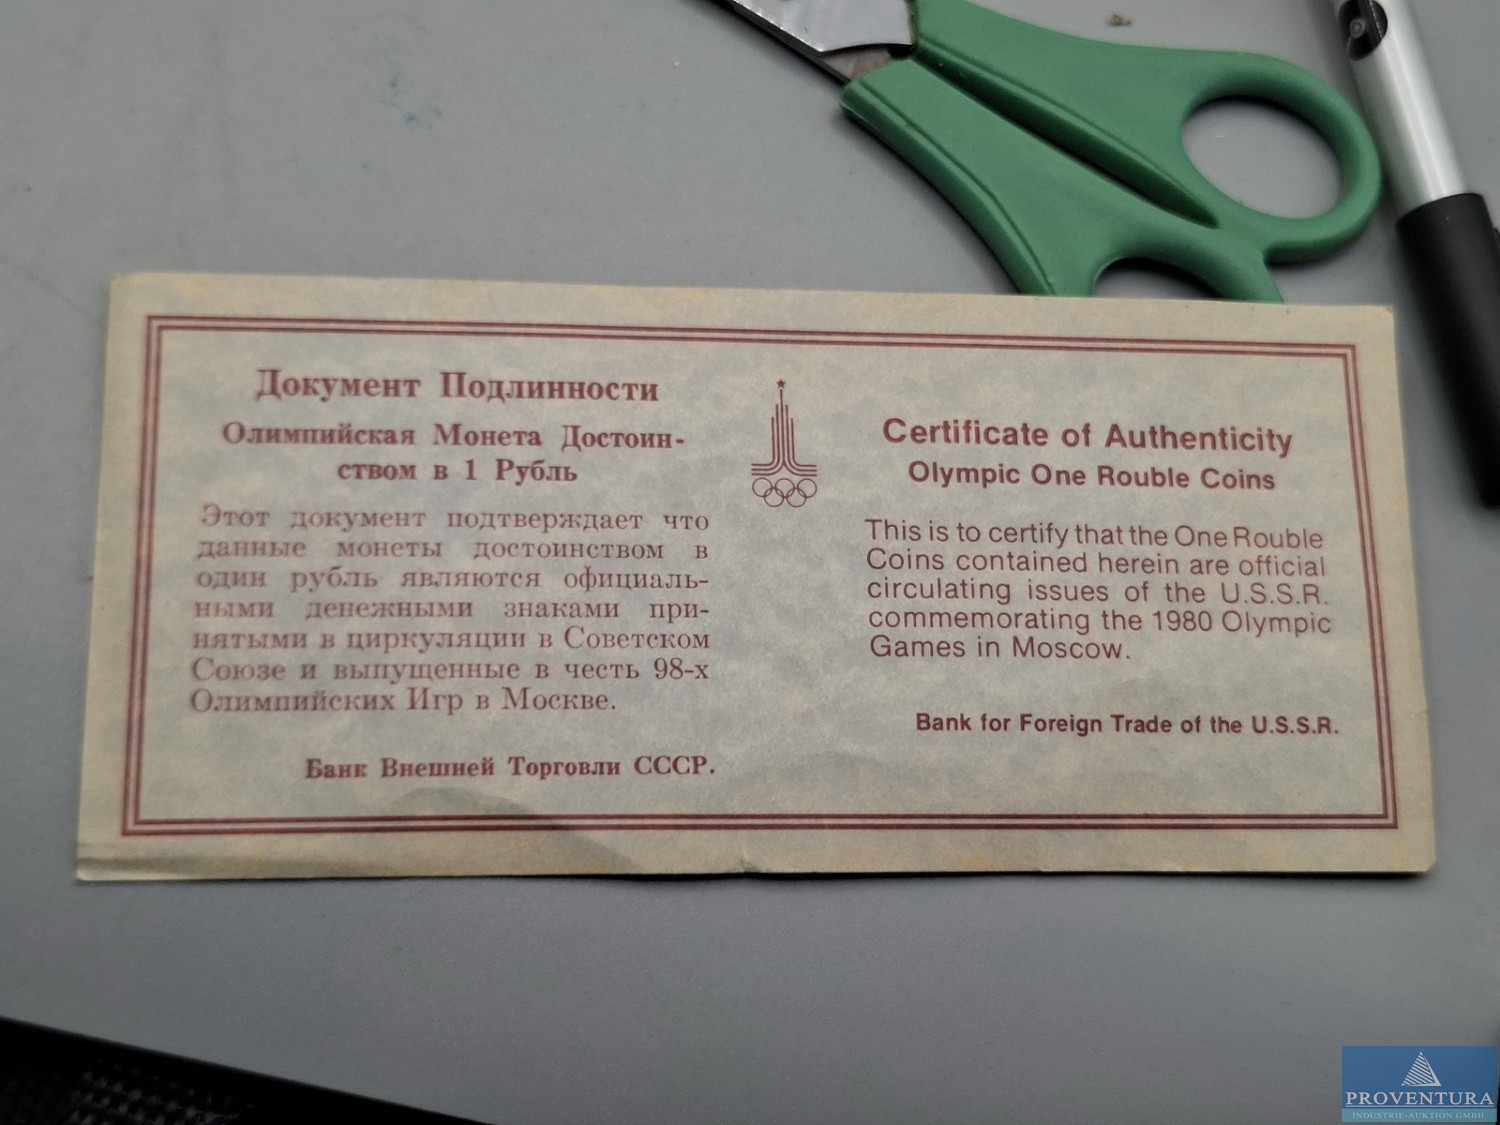 Документ Подлинности
Олимпийская Монета Достоин-
ством в 1 Рубль
Этот документ подтверждает что
данные монеты достоинством в
один рубль являются официаль-
ными денежными знаками при-
нятыми в циркуляции в Советском
Союзе и выпущенные в честь 98-х
Олимпийских Игр в Москве.
Банк Внешней Торговли СССР.
Certificate of Authenticity
Olympic One Rouble Coins
This is to certify that the One Rouble
Coins contained herein are official
circulating issues of the U.S.S.R.
commemorating the 1980 Olympic
Games in Moscow.
Bank for Foreign Trade of the U.S.S.R.
PROVENTURA
INDUSTRIE-AUKTION GMBH